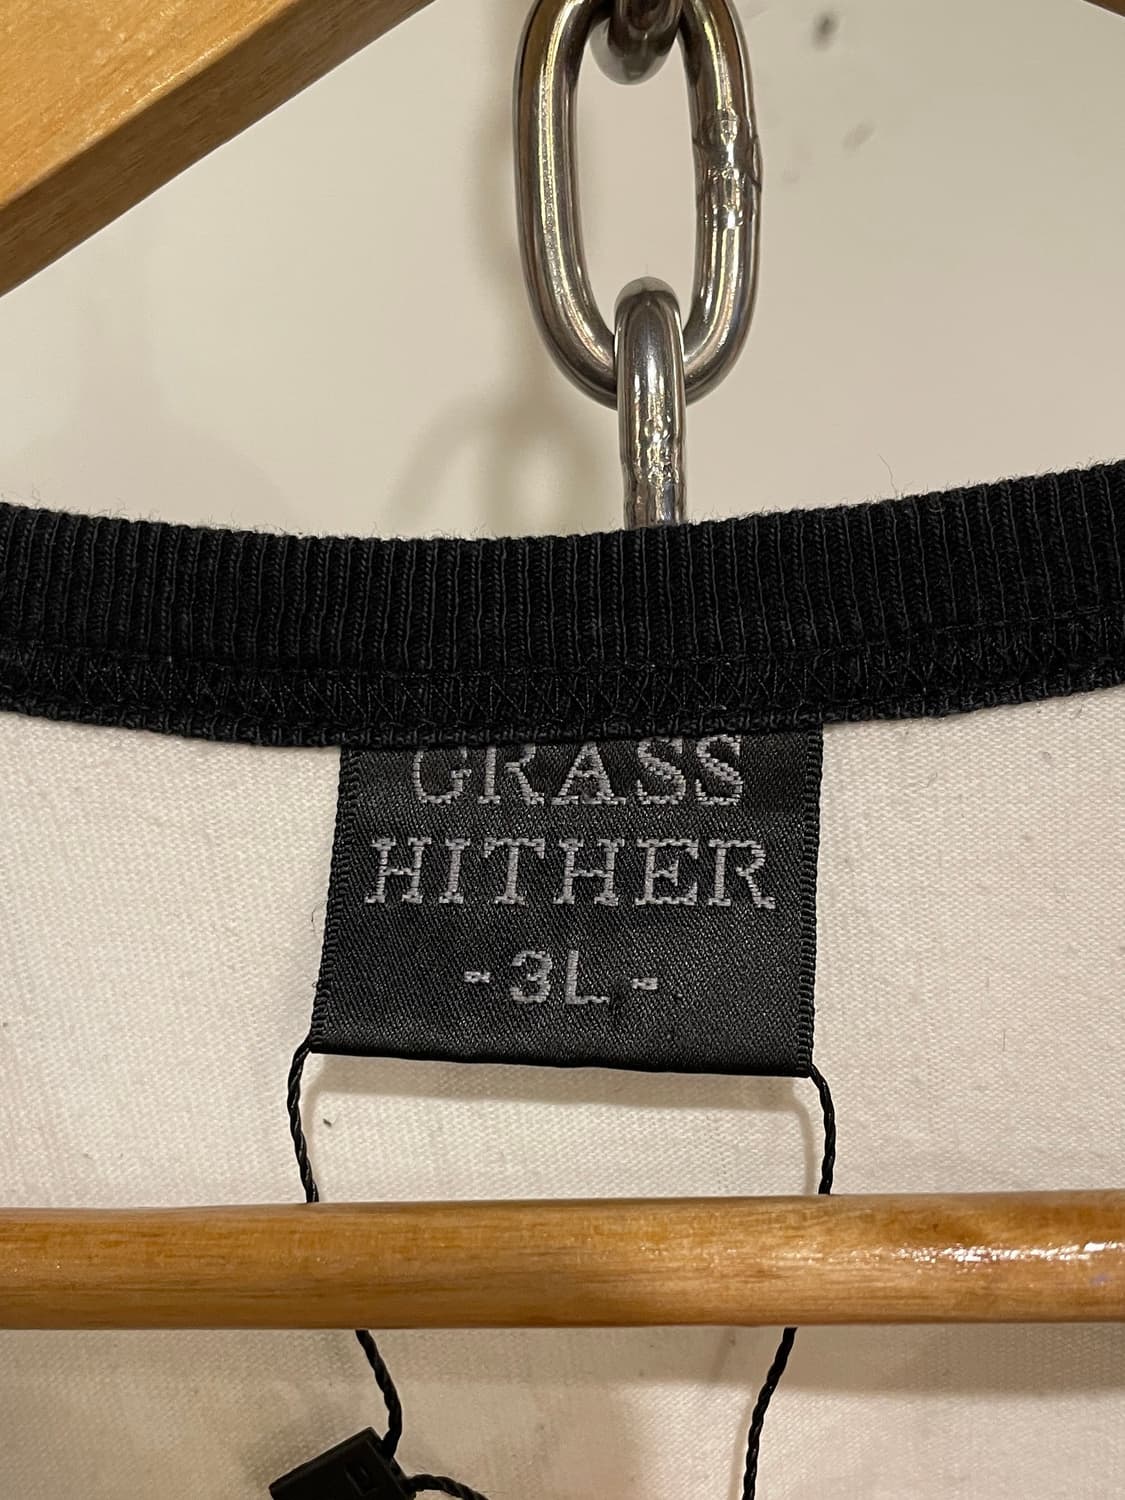 GRASS
HITHER
- 3L -